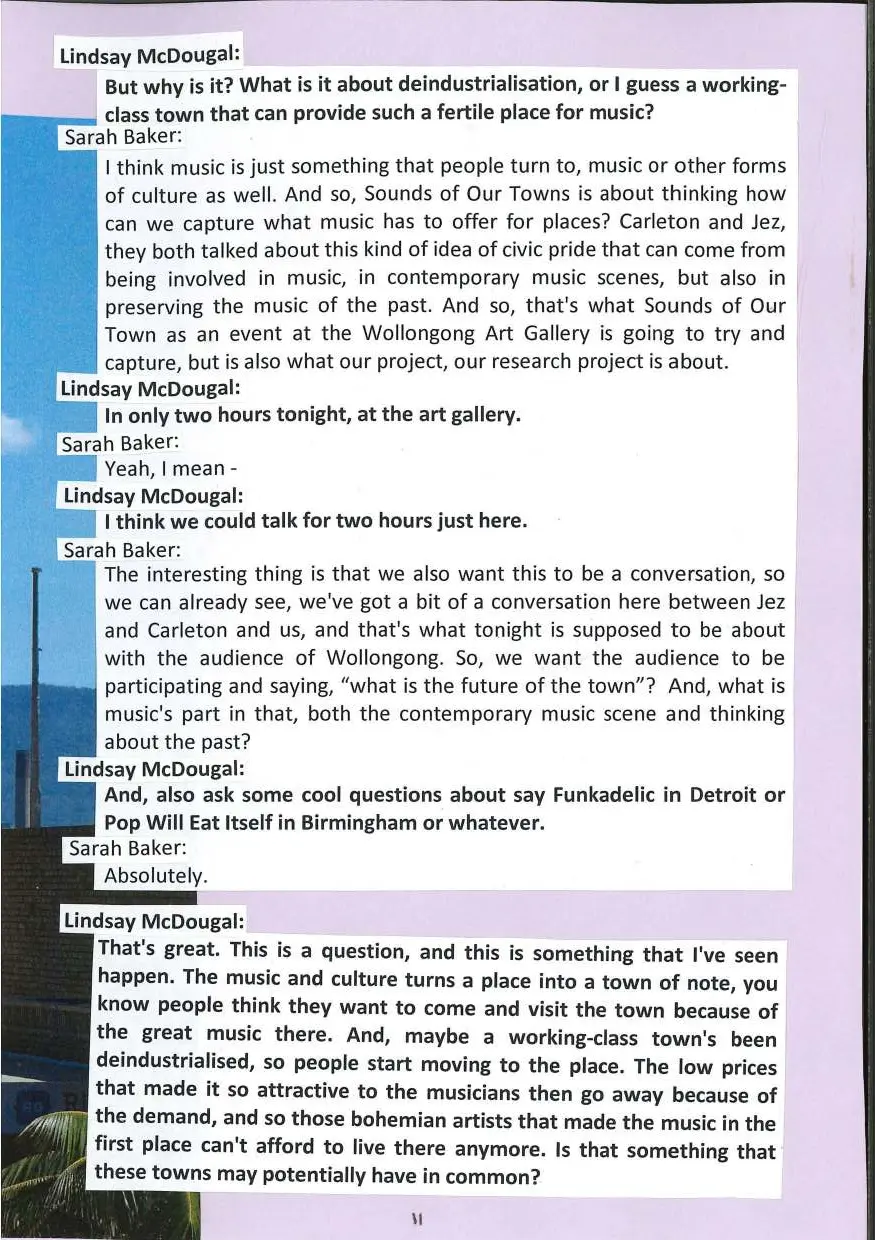 Lindsay McDougal:
But why is it? What is it about deindustrialisation, or I guess a working-
class town that can provide such a fertile place for music?
Sarah Baker:
I think music is just something that people turn to, music or other forms
of culture as well. And so, Sounds of Our Towns is about thinking how
can we capture what music has to offer for places? Carleton and Jez,
they both talked about this kind of idea of civic pride that can come from
being involved in music, in contemporary music scenes, but also in
preserving the music of the past. And so, that's what Sounds of Our
Town as an event at the Wollongong Art Gallery is going to try and
capture, but is also what our project, our research project is about.
Lindsay McDougal:
In only two hours tonight, at the art gallery.
Sarah Baker:
Yeah, I mean -
Lindsay McDougal:
I think we could talk for two hours just here.
Sarah Baker:
The interesting thing is that we also want this to be a conversation, so
we can already see, we've got a bit of a conversation here between Jez
and Carleton and us, and that's what tonight is supposed to be about
with the audience of Wollongong. So, we want the audience to be
participating and saying, “what is the future of the town”? And, what is
music's part in that, both the contemporary music scene and thinking
about the past?
Lindsay McDougal:
And, also ask some cool questions about say Funkadelic in Detroit or
Pop Will Eat Itself in Birmingham or whatever.
Sarah Baker:
Absolutely.
Lindsay McDougal:
That's great. This is a question, and this is something that I've seen
happen. The music and culture turns a place into a town of note, you
know people think they want to come and visit the town because of
the great music there. And, maybe a working-class town's been
deindustrialised, so people start moving to the place. The low prices
that made it so attractive to the musicians then go away because of
the demand, and so those bohemian artists that made the music in the
first place can't afford to live there anymore. Is that something that
these towns may potentially have in common?
11